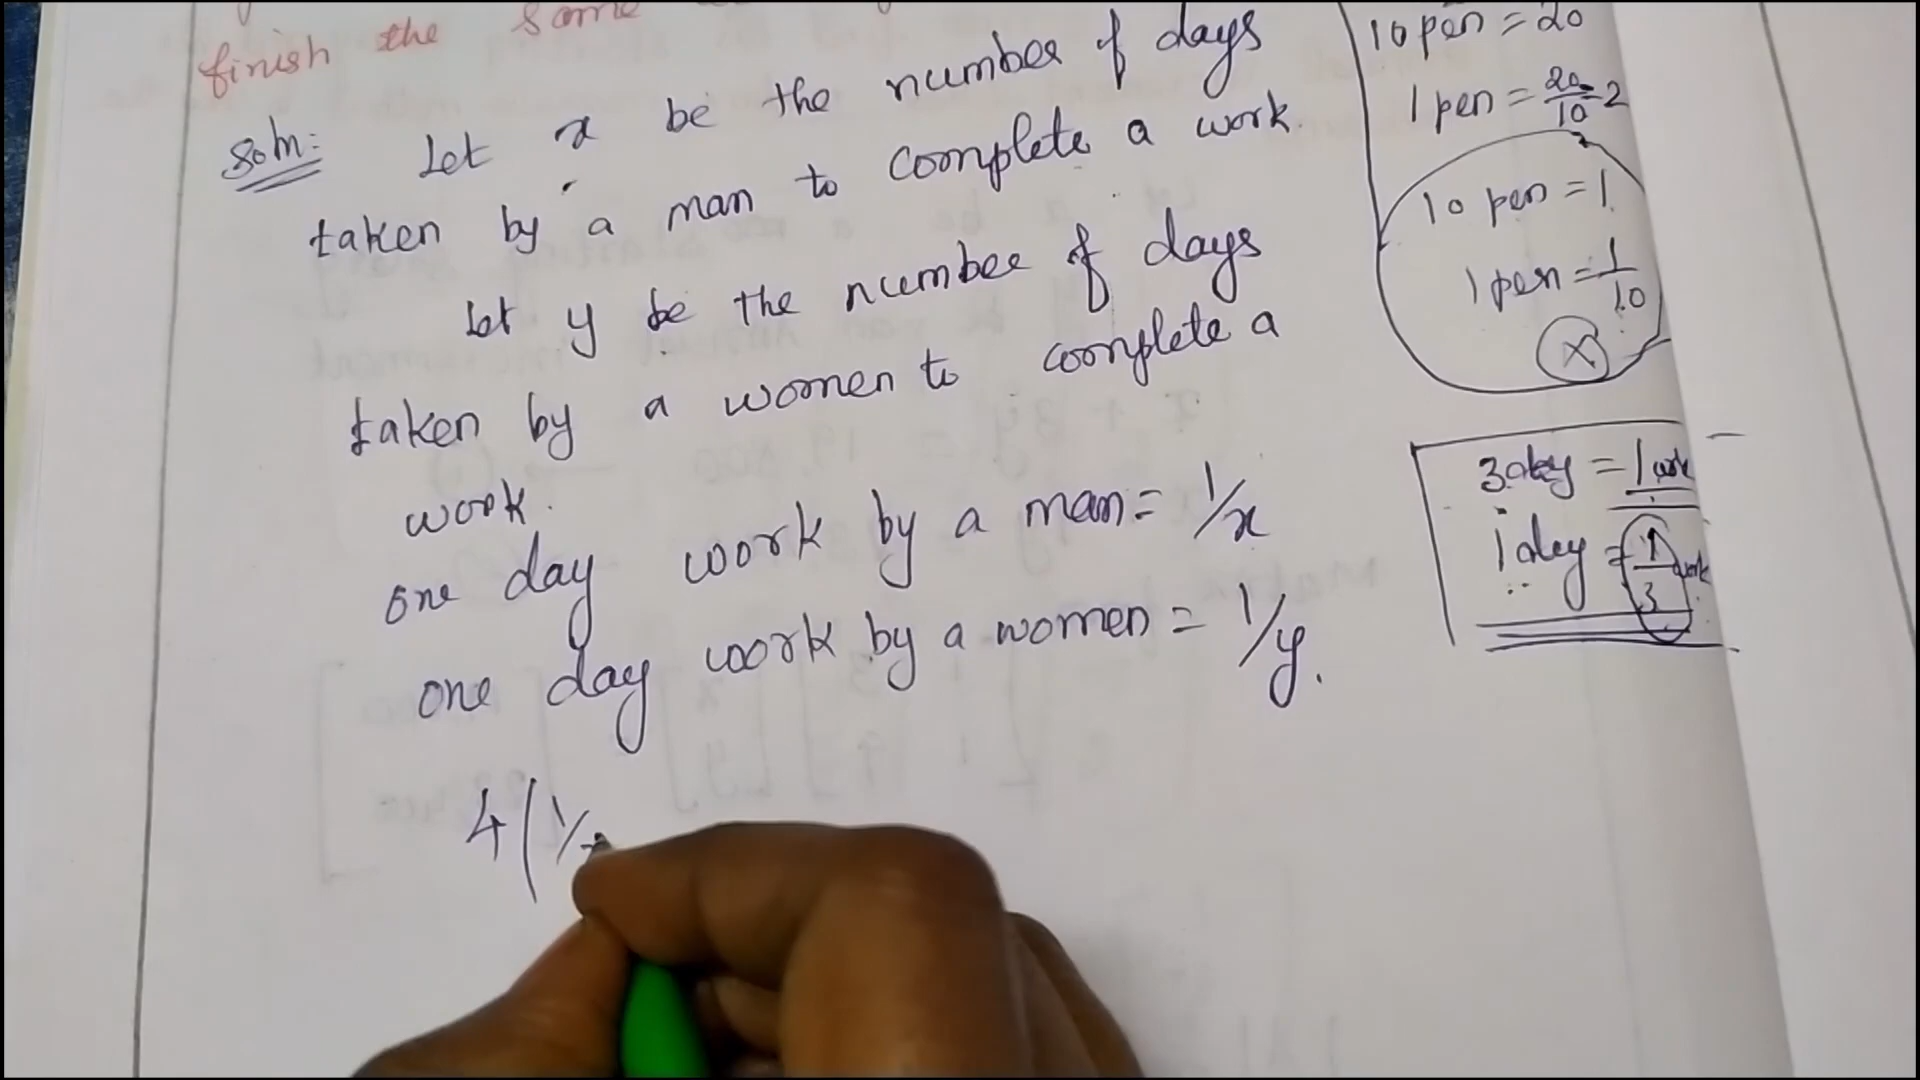 finish the same
Soln: Let x be the number of days
taken by a man to complete a work.
Let y be the number of days
taken by a women to complete a
work.
one day work by a man = 1/x
one day work by a women = 1/y.
4(1/x
10 pen = 20
1 pen = 20/10 = 2
10 pen = 1
1 pen = 1/10
x
3 day = 1 work
1 day = 1/3 work